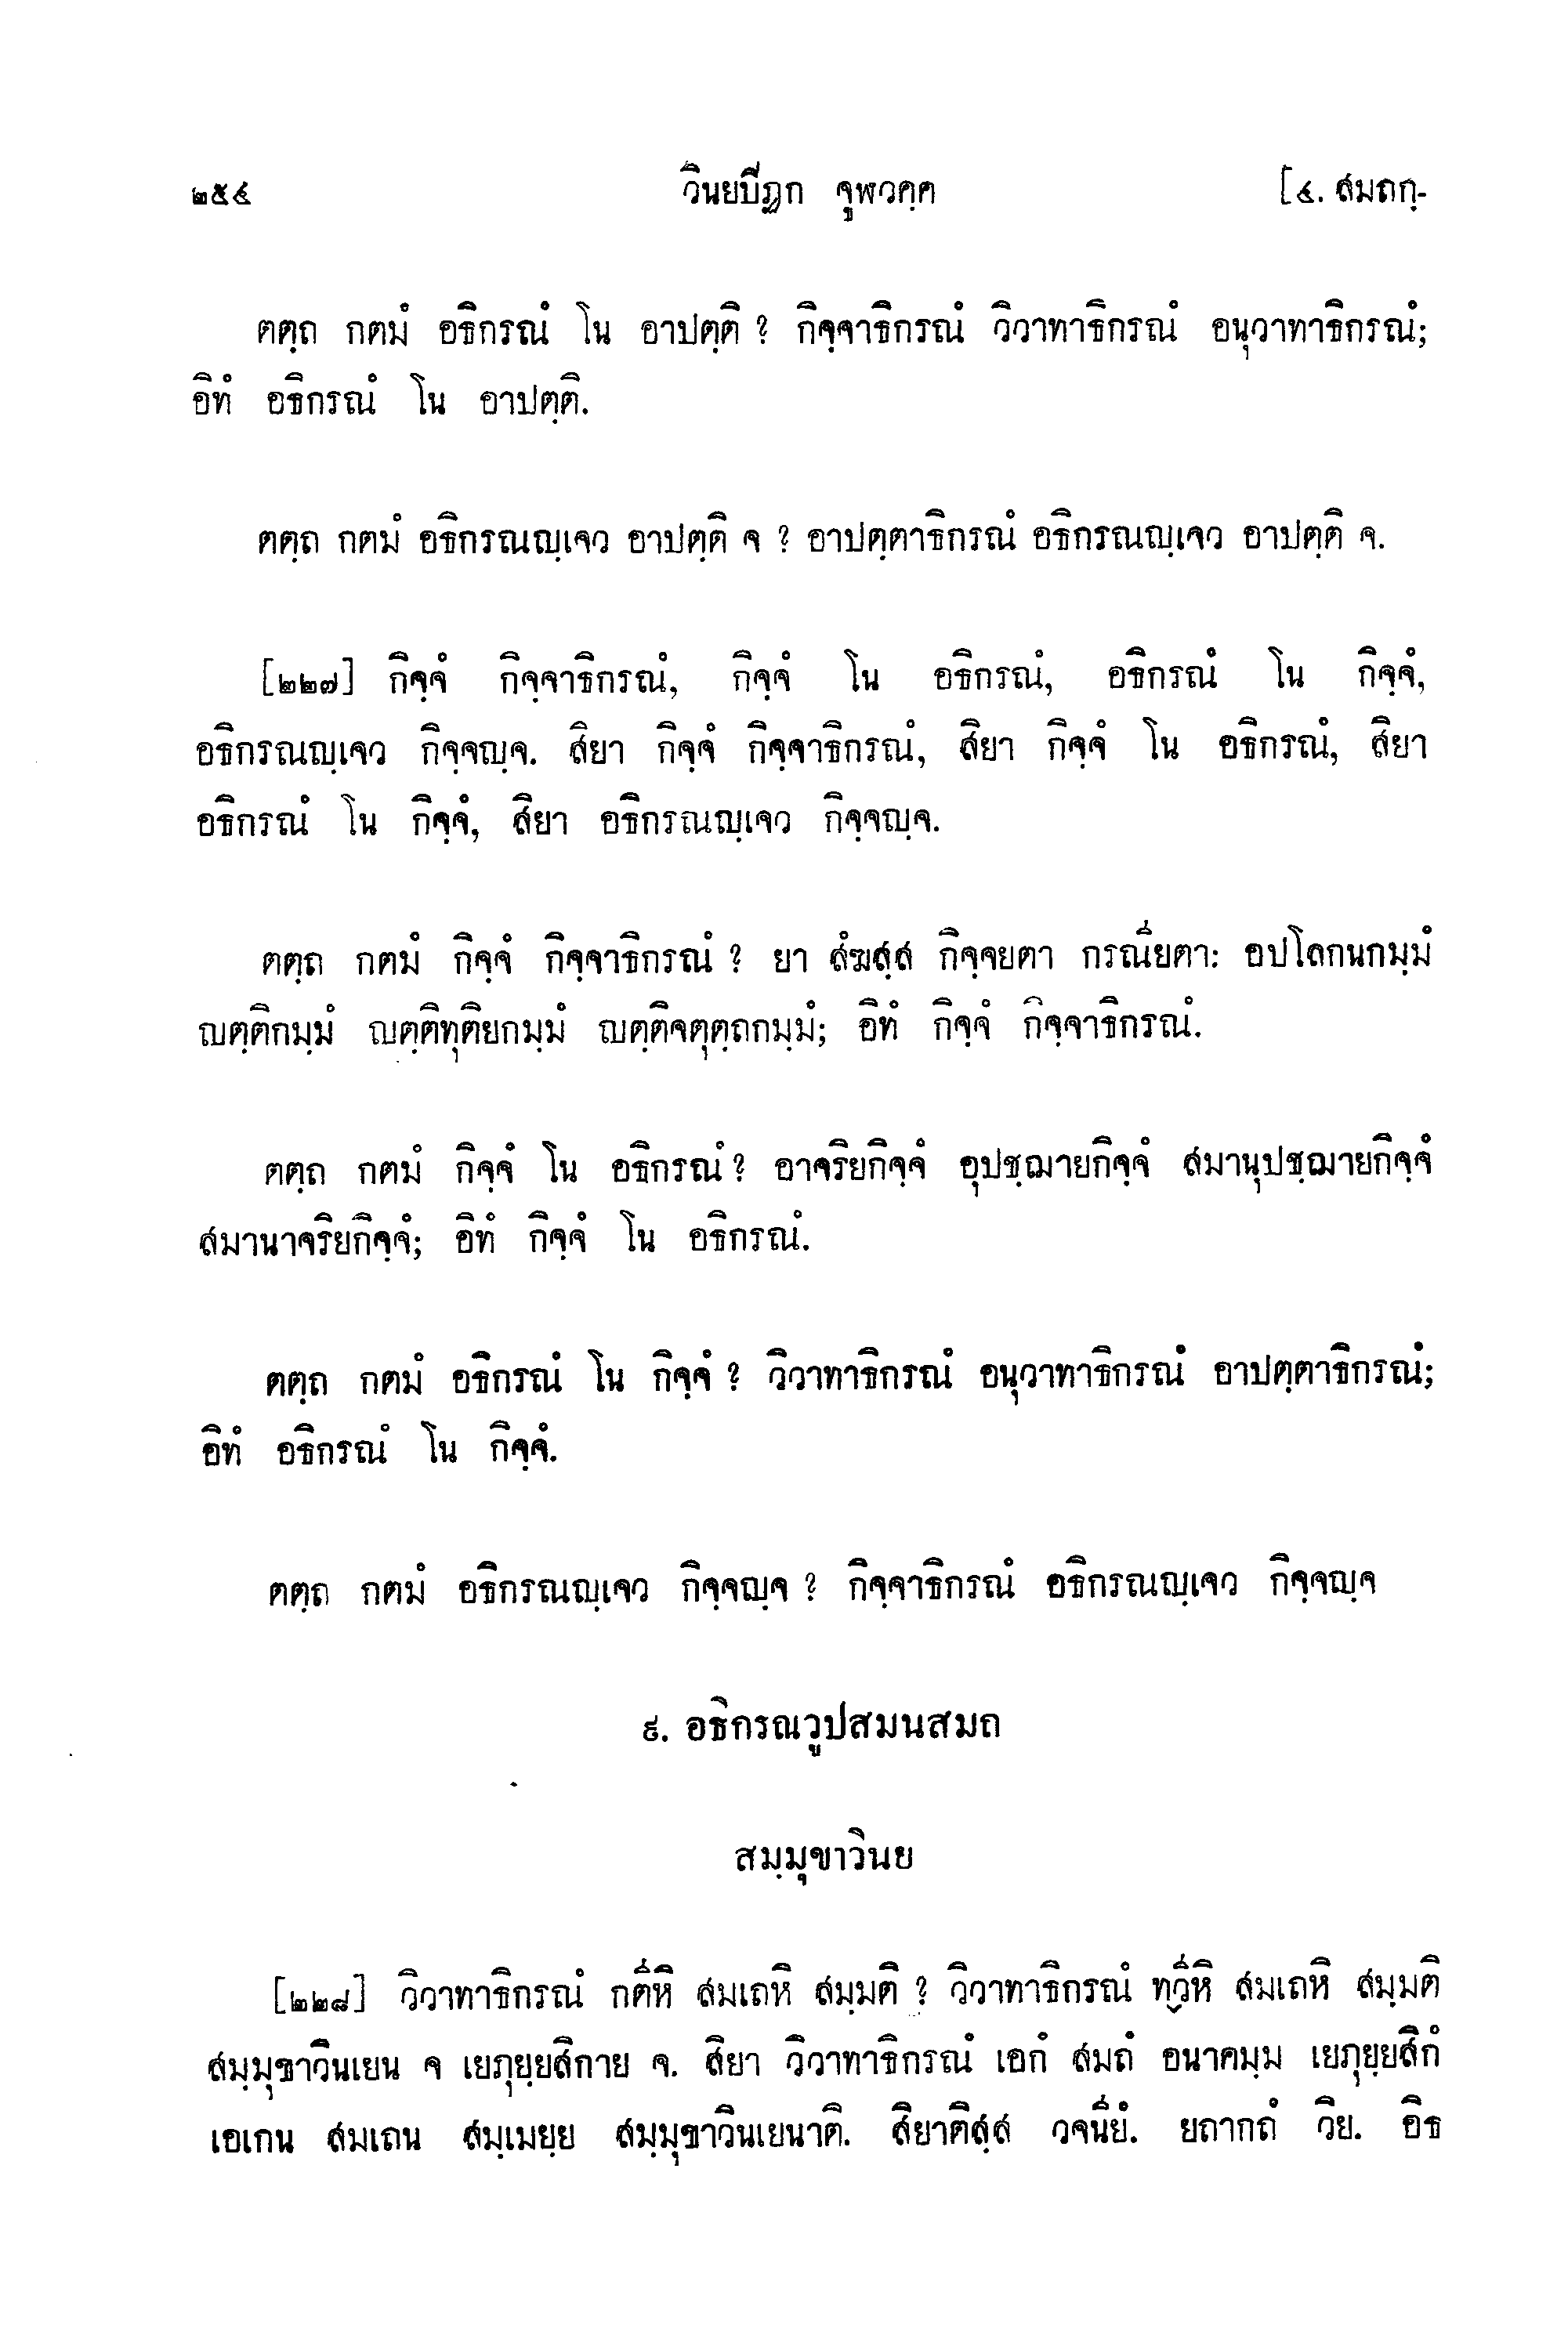 ๒๕๔ วินยปิฏก จูฬวคฺค [๔. สมถกฺ-
ตตฺถ กตมํ อธิกรณํ โน อาปตฺติ ? กิจฺจาธิกรณํ วิวาทาธิกรณํ อนุวาทาธิกรณํ;
อิทํ อธิกรณํ โน อาปตฺติ.
ตตฺถ กตมํ อธิกรณญฺเจว อาปตฺติ จ ? อาปตฺตาธิกรณํ อธิกรณญฺเจว อาปตฺติ จ.
[๒๒๗] กิจฺจํ กิจฺจาธิกรณํ, กิจฺจํ โน อธิกรณํ, อธิกรณํ โน กิจฺจํ,
อธิกรณญฺเจว กิจฺจญฺจ. สิยา กิจฺจํ กิจฺจาธิกรณํ, สิยา กิจฺจํ โน อธิกรณํ, สิยา
อธิกรณํ โน กิจฺจํ, สิยา อธิกรณญฺเจว กิจฺจญฺจ.
ตตฺถ กตมํ กิจฺจํ กิจฺจาธิกรณํ ? ยา สํฆสฺส กิจฺจยตา กรณียตา: อปโลกนกมฺมํ
ญตฺติกมฺมํ ญตฺติทุติยกมฺมํ ญตฺติจตุตฺถกมฺมํ; อิทํ กิจฺจํ กิจฺจาธิกรณํ.
ตตฺถ กตมํ กิจฺจํ โน อธิกรณํ ? อาจริยกิจฺจํ อุปชฺฌายกิจฺจํ สมานุปชฺฌายกิจฺจํ
สมานาจริยกิจฺจํ; อิทํ กิจฺจํ โน อธิกรณํ.
ตตฺถ กตมํ อธิกรณํ โน กิจฺจํ ? วิวาทาธิกรณํ อนุวาทาธิกรณํ อาปตฺตาธิกรณํ;
อิทํ อธิกรณํ โน กิจฺจํ.
ตตฺถ กตมํ อธิกรณญฺเจว กิจฺจญฺจ ? กิจฺจาธิกรณํ อธิกรณญฺเจว กิจฺจญฺจ
๙. อธิกรณวูปสมนสมถ
สมฺมุขาวินย
[๒๒๘] วิวาทาธิกรณํ กตีหิ สมเถหิ สมฺมติ ? วิวาทาธิกรณํ ทฺวีหิ สมเถหิ สมฺมติ
สมฺมุขาวินเยน จ เยภุยฺยสิกาย จ. สิยา วิวาทาธิกรณํ เอกํ สมถํ อนาคมฺม เยภุยฺยสิกํ
เอเกน สมเถน สมฺเมยฺย สมฺมุขาวินเยนาติ. สิยาติสฺส วจนียํ. ยถากถํ วิย. อิธ